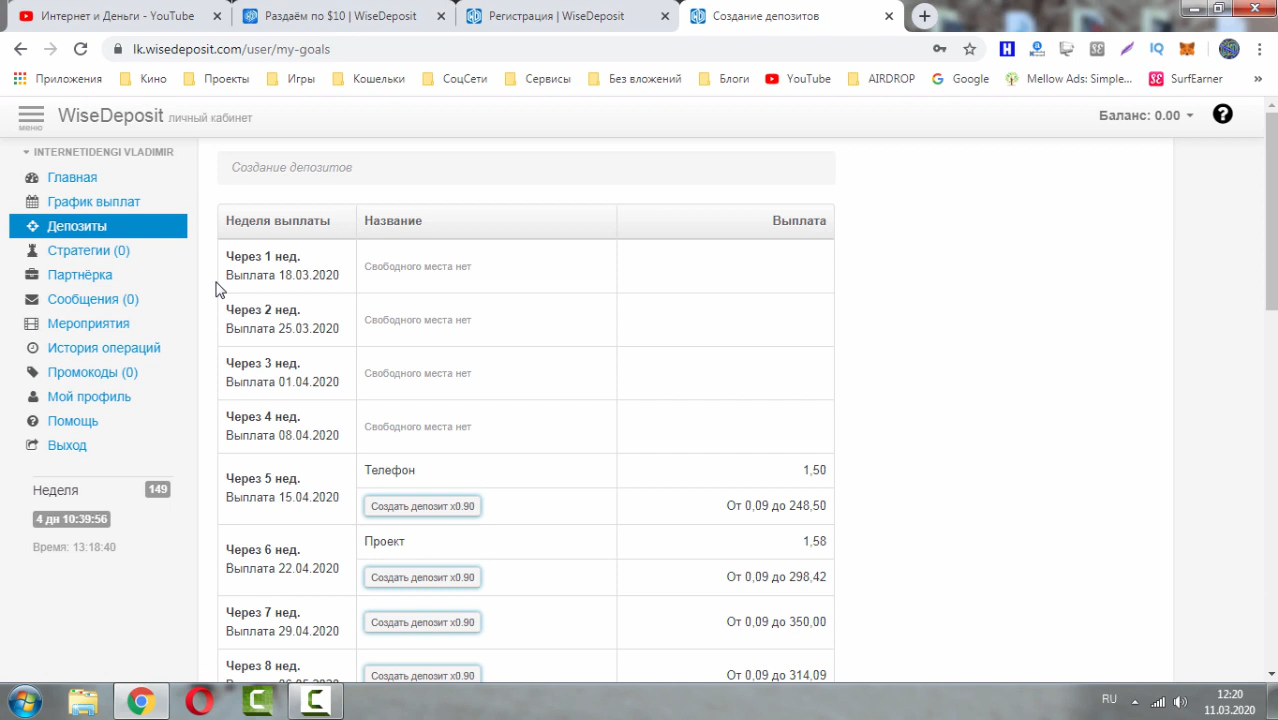 Интернет и Деньги - YouTube
Раздаём по $10 | WiseDeposit
Регистрация | WiseDeposit
Создание депозитов
lk.wisedeposit.com/user/my-goals
Приложения Кино Проекты Игры Кошельки СоцСети Сервисы Без вложений Блоги YouTube AIRDROP Google Mellow Ads: Simple... SurfEarner »
МЕНЮ
WiseDeposit личный кабинет
Баланс: 0.00
INTERNETIDENGI VLADIMIR
Главная
График выплат
Депозиты
Стратегии (0)
Партнёрка
Сообщения (0)
Мероприятия
История операций
Промокоды (0)
Мой профиль
Помощь
Выход
Неделя 149
4 дн 10:39:56
Время: 13:18:40
Создание депозитов
Неделя выплаты Название Выплата
Через 1 нед.
Выплата 18.03.2020
Свободного места нет
Через 2 нед.
Выплата 25.03.2020
Свободного места нет
Через 3 нед.
Выплата 01.04.2020
Свободного места нет
Через 4 нед.
Выплата 08.04.2020
Свободного места нет
Через 5 нед.
Выплата 15.04.2020
Телефон 1,50
Создать депозит x0.90 От 0,09 до 248,50
Через 6 нед.
Выплата 22.04.2020
Проект 1,58
Создать депозит x0.90 От 0,09 до 298,42
Через 7 нед.
Выплата 29.04.2020
Создать депозит x0.90 От 0,09 до 350,00
Через 8 нед.
Создать депозит x0.90 От 0,09 до 314,09
RU
12:20
11.03.2020